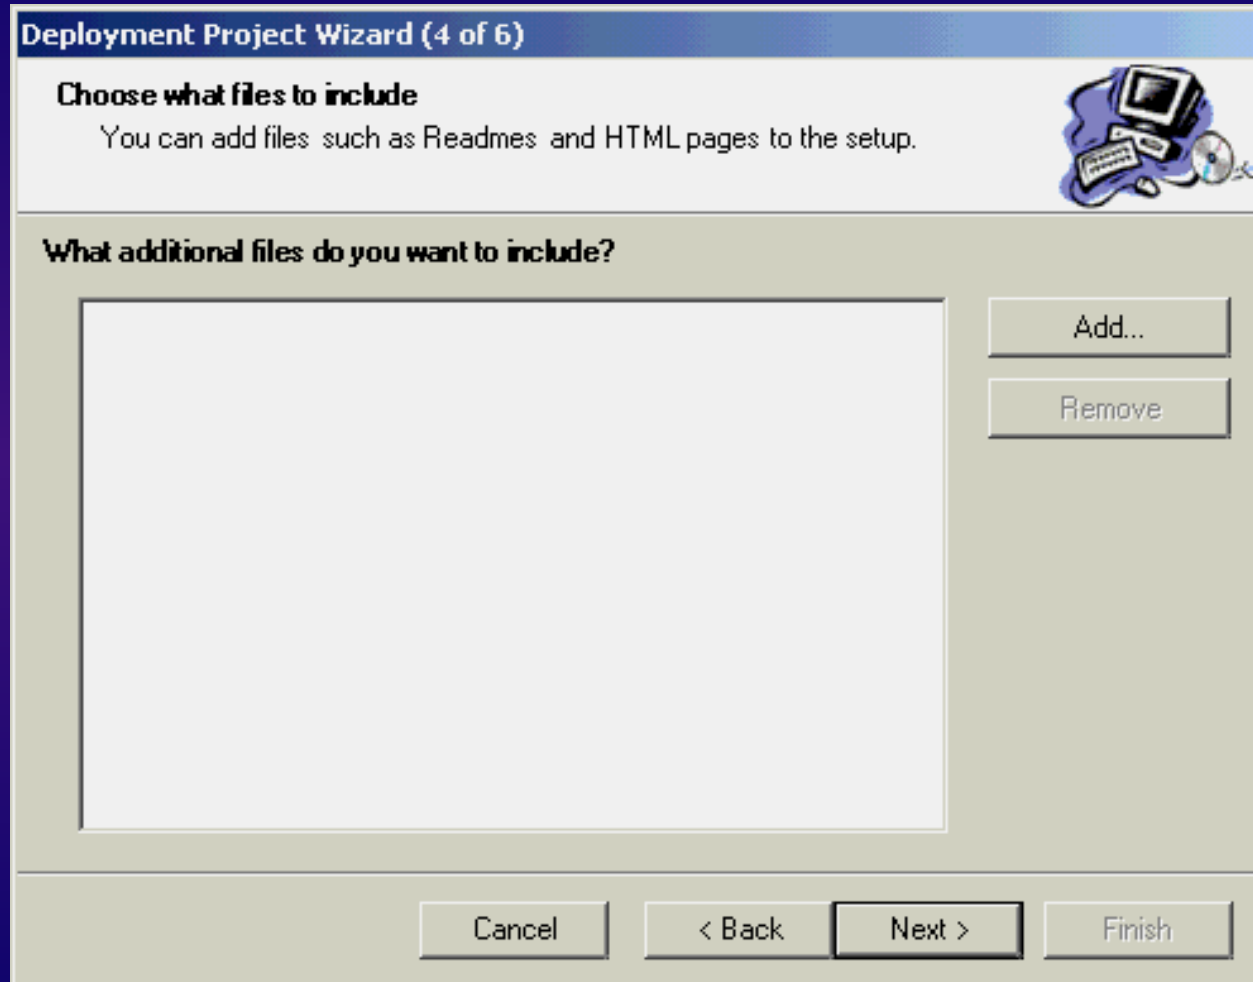 Deployment Project Wizard (4 of 6)
Choose what files to include
You can add files such as Readmes and HTML pages to the setup.
What additional files do you want to include?
Add...
Remove
Cancel
< Back
Next >
Finish